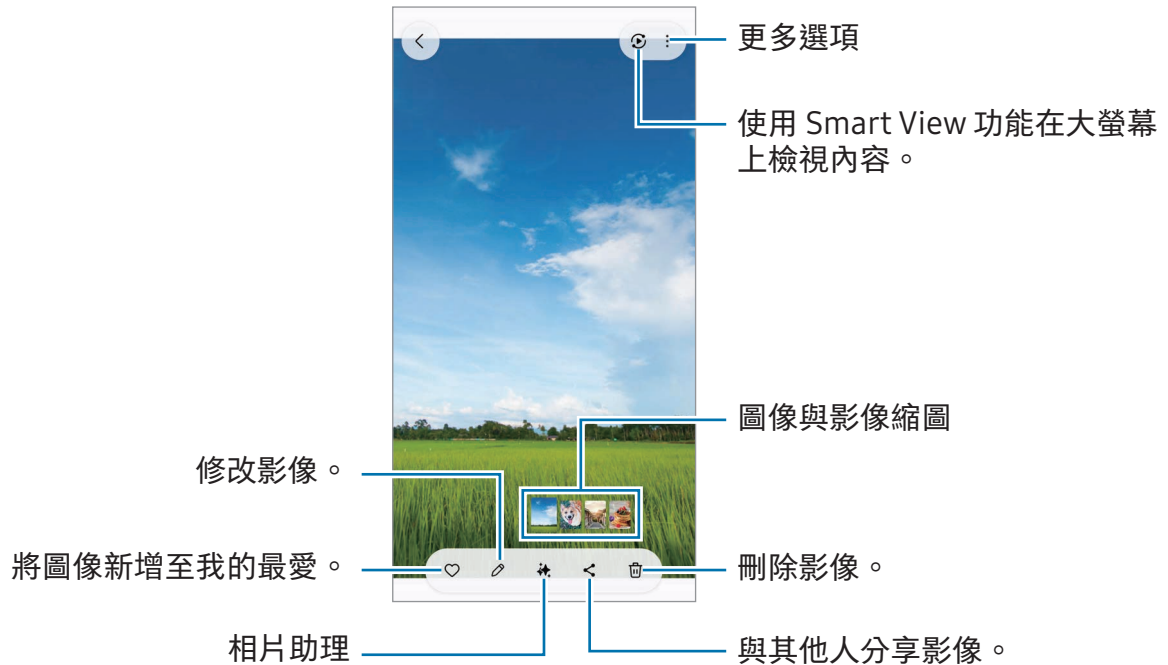 更多選項
使用 Smart View 功能在大螢幕
上檢視內容。
圖像與影像縮圖
修改影像。
將圖像新增至我的最愛。
刪除影像。
相片助理
與其他人分享影像。